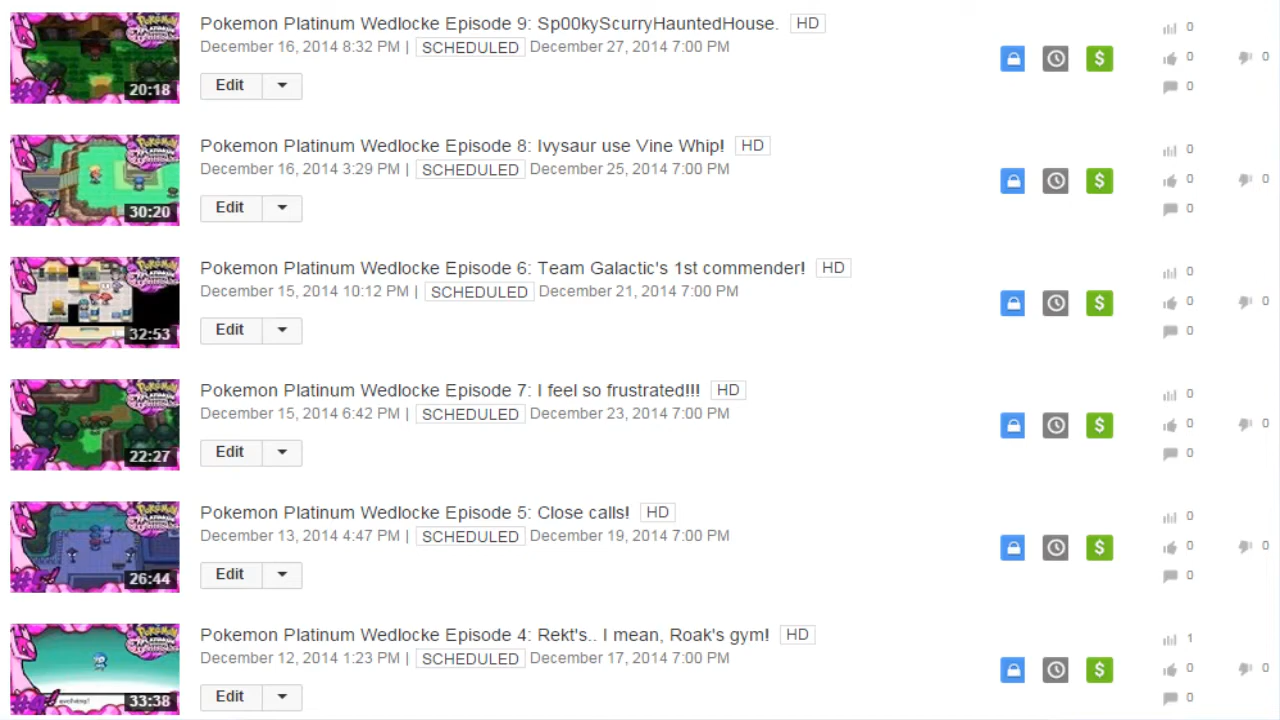 Pokemon Platinum Wedlocke Episode 9: Sp00kyScurryHauntedHouse. HD
December 16, 2014 8:32 PM | SCHEDULED December 27, 2014 7:00 PM
Edit
20:18
$
0
0 0
0
Pokemon Platinum Wedlocke Episode 8: Ivysaur use Vine Whip! HD
December 16, 2014 3:29 PM | SCHEDULED December 25, 2014 7:00 PM
Edit
#8
30:20
$
0
0 0
0
Pokemon Platinum Wedlocke Episode 6: Team Galactic's 1st commender! HD
December 15, 2014 10:12 PM | SCHEDULED December 21, 2014 7:00 PM
Edit
#6
32:53
$
0
0 0
0
Pokemon Platinum Wedlocke Episode 7: I feel so frustrated!!! HD
December 15, 2014 6:42 PM | SCHEDULED December 23, 2014 7:00 PM
Edit
#7
22:27
$
0
0 0
0
Pokemon Platinum Wedlocke Episode 5: Close calls! HD
December 13, 2014 4:47 PM | SCHEDULED December 19, 2014 7:00 PM
Edit
26:44
$
0
0 0
0
Pokemon Platinum Wedlocke Episode 4: Rekt's.. I mean, Roak's gym! HD
December 12, 2014 1:23 PM | SCHEDULED December 17, 2014 7:00 PM
Edit
33:38
$
1
0 0
0